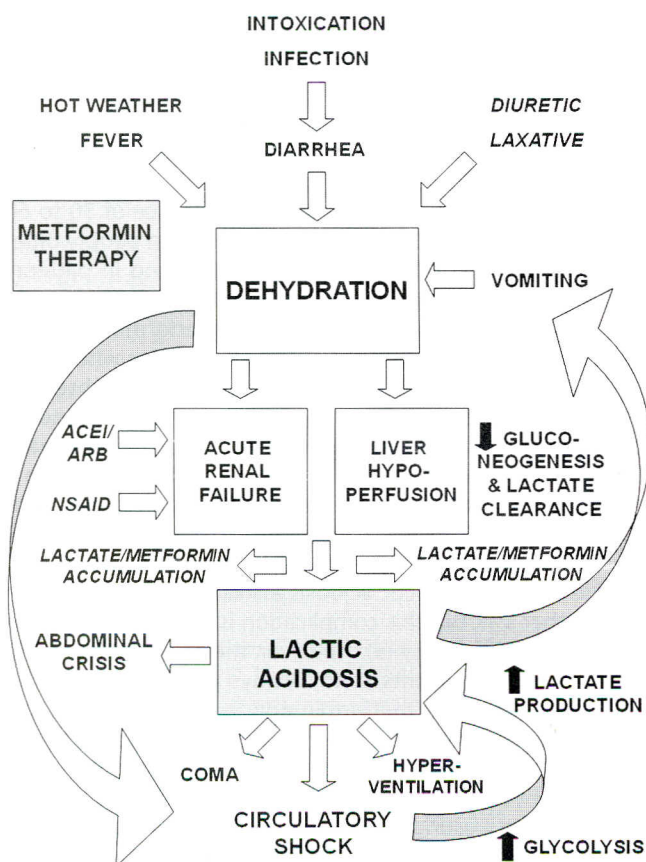 INTOXICATION
INFECTION
HOT WEATHER
FEVER
DIARRHEA
DIURETIC
LAXATIVE
METFORMIN
THERAPY
DEHYDRATION
VOMITING
ACEI/
ARB
NSAID
ACUTE
RENAL
FAILURE
LIVER
HYPO-
PERFUSION
GLUCO-
NEOGENESIS
& LACTATE
CLEARANCE
LACTATE/METFORMIN
ACCUMULATION
LACTATE/METFORMIN
ACCUMULATION
ABDOMINAL
CRISIS
LACTIC
ACIDOSIS
LACTATE
PRODUCTION
COMA
HYPER-
VENTILATION
CIRCULATORY
SHOCK
GLYCOLYSIS